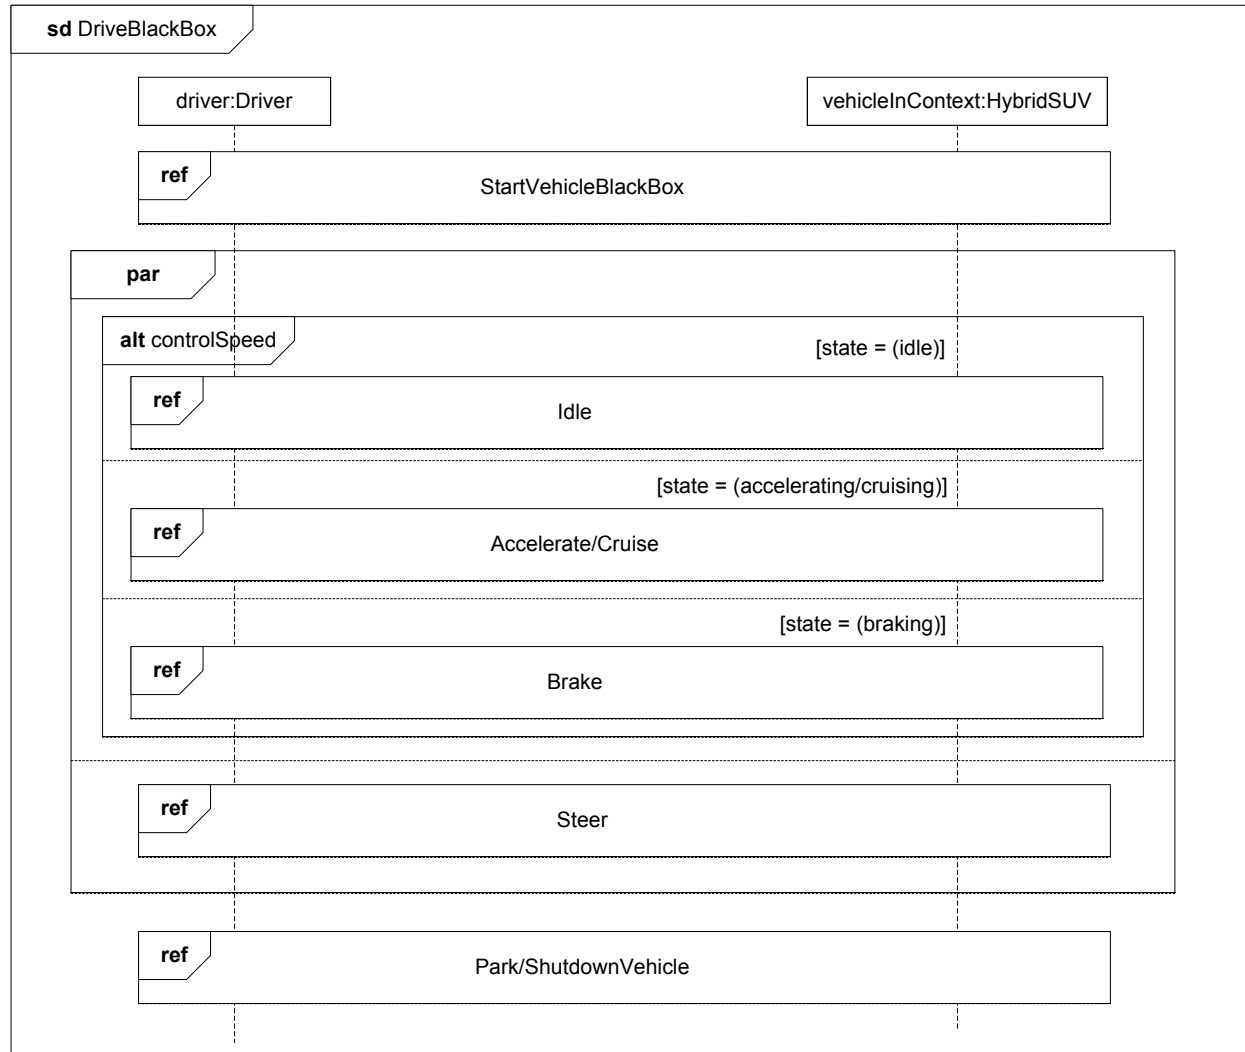 sd DriveBlackBox
driver:Driver
vehicleInContext:HybridSUV
ref
StartVehicleBlackBox
par
alt controlSpeed
[state = (idle)]
ref
Idle
[state = (accelerating/cruising)]
ref
Accelerate/Cruise
[state = (braking)]
ref
Brake
ref
Steer
ref
Park/ShutdownVehicle